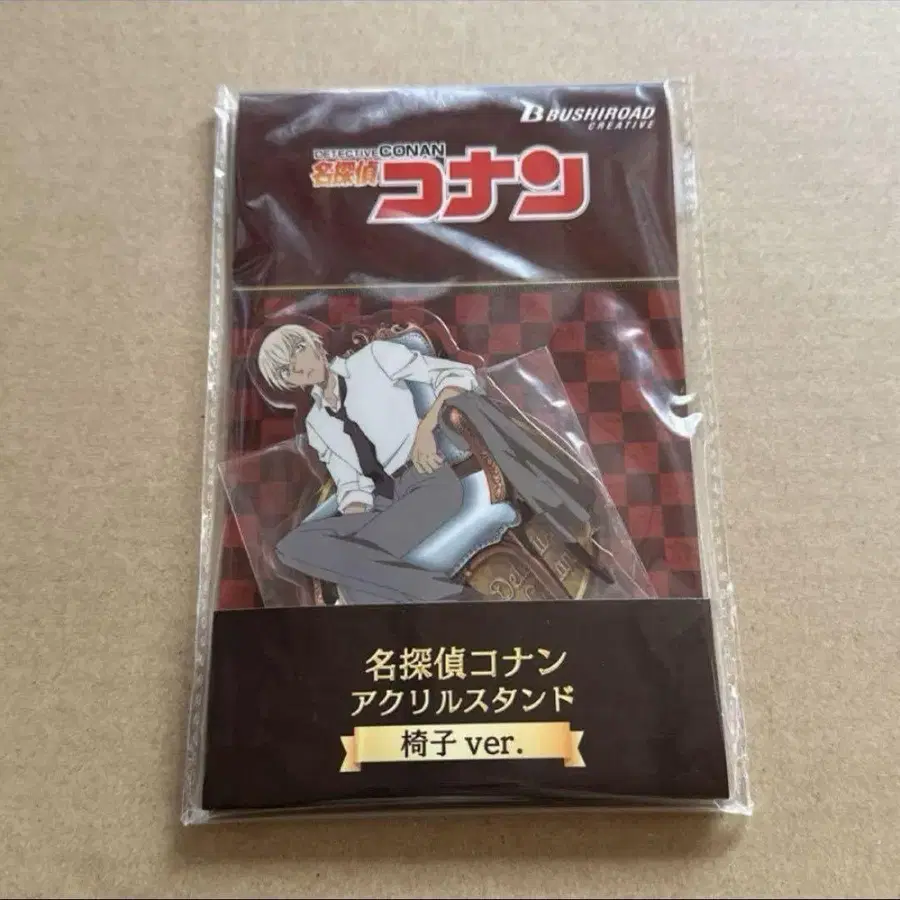 BUSHIROAD
CREATIVE
DETECTIVE CONAN
名探偵
コナン
名探偵コナン
アクリルスタンド
椅子 ver.